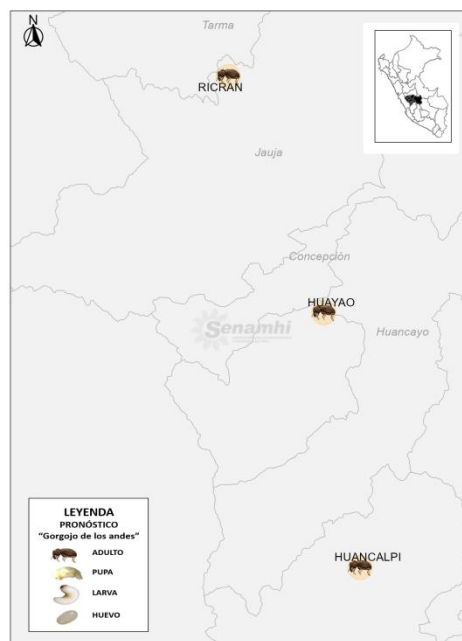 N
Tarma
RICRAN
Jauja
Concepción
HUAYAO
Senamhi
Huancayo
HUANCALPI
LEYENDA
PRONÓSTICO
"Gorgojo de los andes"
ADULTO
PUPA
LARVA
HUEVO